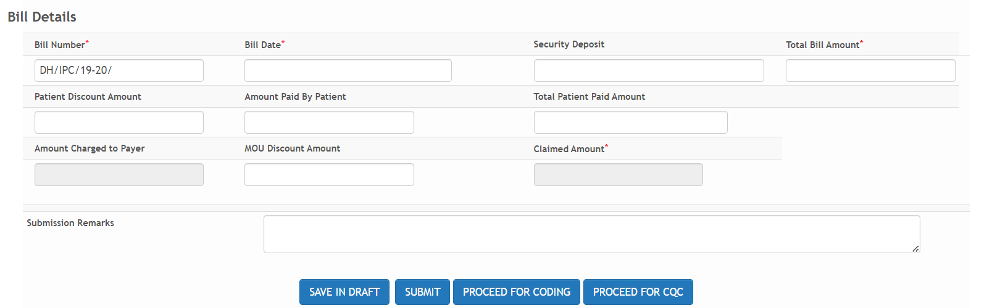 Bill Details
Bill Number* Bill Date* Security Deposit Total Bill Amount*
DH/IPC/19-20/
Patient Discount Amount Amount Paid By Patient Total Patient Paid Amount
Amount Charged to Payer MOU Discount Amount Claimed Amount*
Submission Remarks
SAVE IN DRAFT SUBMIT PROCEED FOR CODING PROCEED FOR CQC